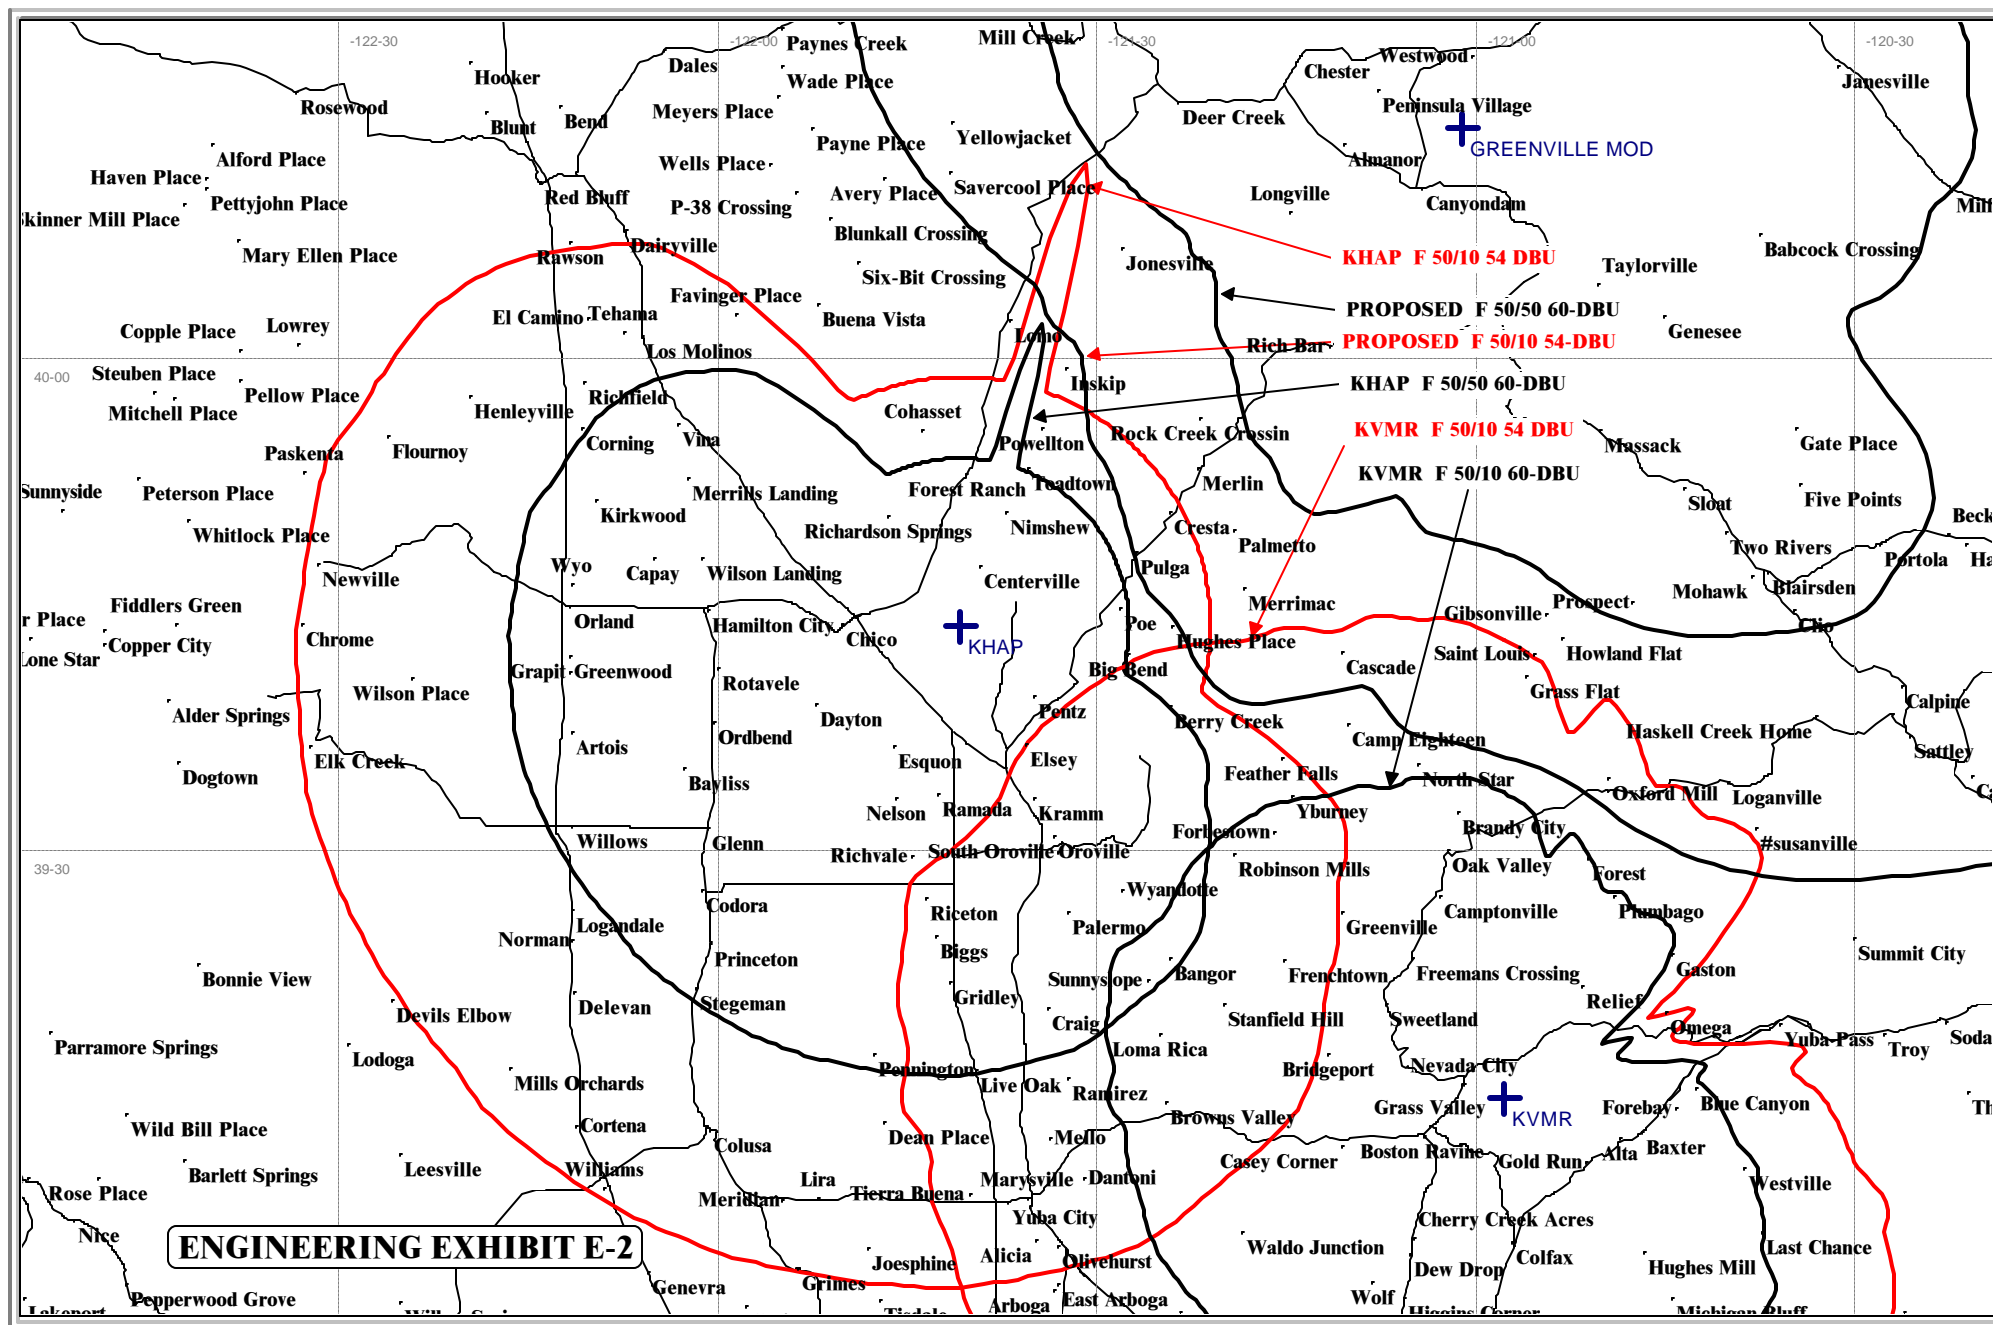 -122-30
-122-00
-121-30
-121-00
-120-30
Paynes Creek
Mill Creek
Westwood
Dales
Chester
Hooker
Wade Place
Janesville
Rosewood
Meyers Place
Peninsula Village
Blunt
Bend
Deer Creek
Payne Place
Yellowjacket
GREENVILLE MOD
Alford Place
Wells Place
Almanor
Haven Place
Avery Place
Savercool Place
Longville
Red Bluff
Pettyjohn Place
P-38 Crossing
Canyondam
Skinner Mill Place
Blunkall Crossing
Dairyville
Mary Ellen Place
Rawson
KHAP F 50/10 54 DBU
Babcock Crossing
Jonesville
Taylorville
Six-Bit Crossing
Favinger Place
PROPOSED F 50/50 60-DBU
El Camino
Tehama
Buena Vista
Copple Place
Lowrey
Lomo
Genesee
Rich Bar
PROPOSED F 50/10 54-DBU
Los Molinos
40-00
Steuben Place
Inskip
KHAP F 50/50 60-DBU
Pellow Place
Richfield
Mitchell Place
Henleyville
Cohasset
KVMR F 50/10 54 DBU
Rock Creek Crossin
Paskenta
Flournoy
Corning
Vina
Powellton
Massack
Gate Place
KVMR F 50/10 60-DBU
Sunnyside
Peterson Place
Merrills Landing
Forest Ranch
Toadtown
Merlin
Sloat
Five Points
Kirkwood
Whitlock Place
Richardson Springs
Nimshew
Cresta
Palmetto
Two Rivers
Portola
Beck
Ha
Newville
Wyo
Capay
Wilson Landing
Centerville
Pulga
Mohawk
Blairsden
Fiddlers Green
Merrimac
Gibsonville
Prospect
r Place
Orland
Hamilton City
Poe
Clio
Copper City
Chrome
Chico
KHAP
Hughes Place
Lone Star
Saint Louis
Howland Flat
Grapit
Greenwood
Rotavele
Big Bend
Cascade
Wilson Place
Grass Flat
Calpine
Alder Springs
Dayton
Pentz
Berry Creek
Haskell Creek Home
Artois
Ordbend
Camp Eighteen
Sattley
Elk Creek
Esquon
Elsey
Dogtown
Bayliss
Feather Falls
North Star
Oxford Mill
Loganville
Nelson
Ramada
Kramm
Yburney
Forbestown
Brandy City
Willows
Glenn
Richvale
South Oroville
Oroville
#susanville
39-30
Robinson Mills
Oak Valley
Forest
Wyandotte
Codora
Riceton
Camptonville
Plumbago
Logandale
Palermo
Greenville
Norman
Princeton
Biggs
Summit City
Bonnie View
Sunnyslope
Bangor
Frenchtown
Freemans Crossing
Gaston
Delevan
Stegeman
Gridley
Relief
Devils Elbow
Craig
Stanfield Hill
Sweetland
Omega
Yuba Pass
Troy
Soda
Parramore Springs
Lodoga
Loma Rica
Pennington
Bridgeport
Nevada City
Mills Orchards
Live Oak
Ramirez
Grass Valley
KVMR
Forebay
Blue Canyon
Wild Bill Place
Cortena
Browns Valley
Colusa
Dean Place
Mello
Casey Corner
Boston Ravine
Gold Run
Alta
Baxter
Leesville
Williams
Barlett Springs
Lira
Marysville
Dantoni
Westville
Rose Place
Meridian
Tierra Buena
Yuba City
Cherry Creek Acres
Nice
ENGINEERING EXHIBIT E-2
Waldo Junction
Last Chance
Joesphine
Alicia
Olivehurst
Colfax
Dew Drop
Hughes Mill
Genevra
Grimes
Pepperwood Grove
Arboga
East Arboga
Wolf
Lakeport
Tisdale
Higgins Corner
Michigan Bluff